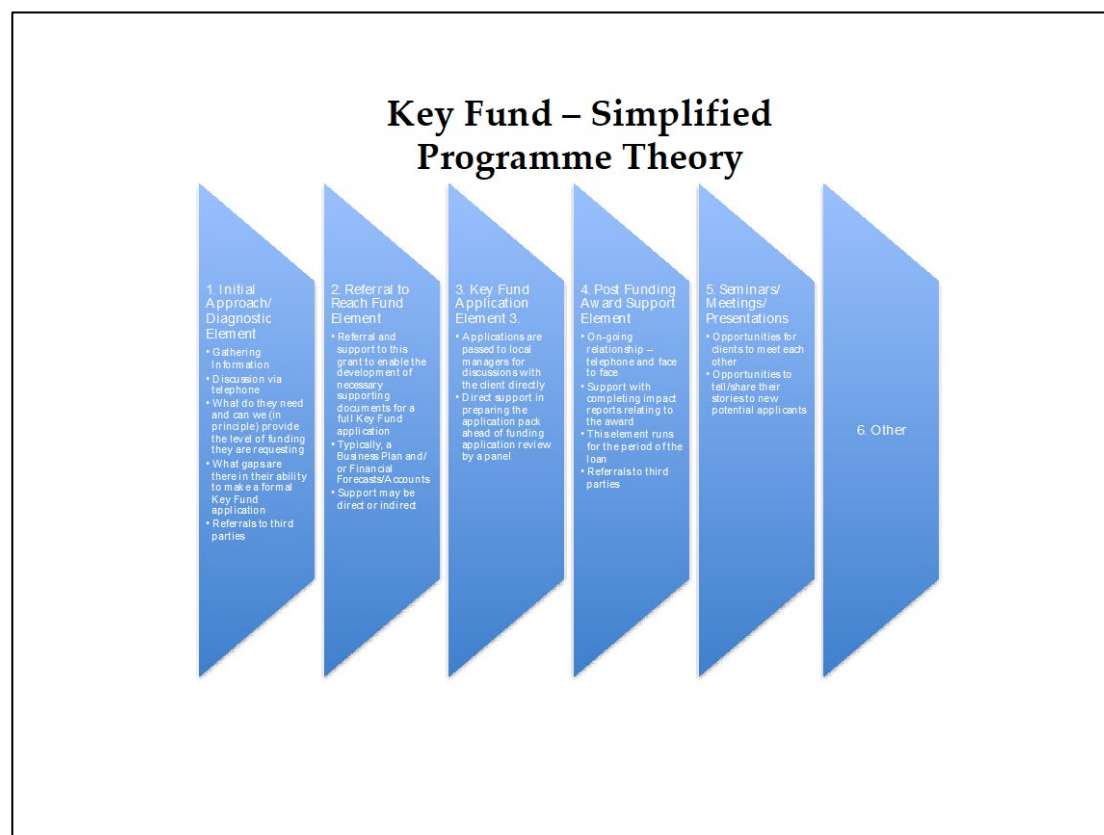 Key Fund – Simplified
Programme Theory
1. Initial
Approach/
Diagnostic
Element
• Gathering
Information
• Discussion via
telephone
• What do they need
and can we (in
principle) provide
the level of funding
they are requesting
• What gaps are
there in their ability
to make a formal
Key Fund
application
• Referrals to third
parties
2. Referral to
Reach Fund
Element
• Referral and
support to this
grant to enable the
development of
necessary
supporting
documents for a
full Key Fund
application
• Typically, a
Business Plan and/
or Financial
Forecasts/Accounts
• Support may be
direct or indirect
3. Key Fund
Application
Element 3.
• Applications are
passed to local
managers for
discussions with
the client directly
• Direct support in
preparing the
application pack
ahead of funding
application review
by a panel
4. Post Funding
Award Support
Element
• On-going
relationship –
telephone and face
to face
• Support with
completing impact
reports relating to
the award
• This element runs
for the period of the
loan
• Referrals to third
parties
5. Seminars/
Meetings/
Presentations
• Opportunities for
clients to meet each
other
• Opportunities to
tell/share their
stories to new
potential applicants
6. Other